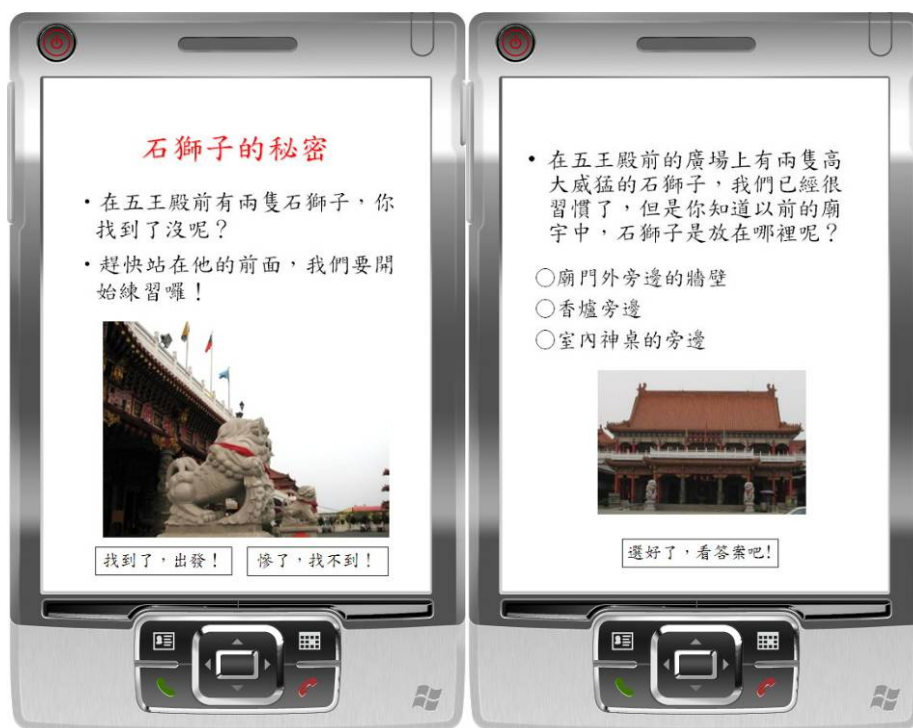 石獅子的秘密
•在五王殿前有兩隻石獅子，你
找到了沒呢？
•趕快站在他的前面，我們要開
始練習囉！
找到了，出發！
慘了，找不到！
•在五王殿前的廣場上有兩隻高
大威猛的石獅子，我們已經很
習慣了，但是你知道以前的廟
宇中，石獅子是放在哪裡呢？
○廟門外旁邊的牆壁
○香爐旁邊
○室內神桌的旁邊
選好了，看答案吧!